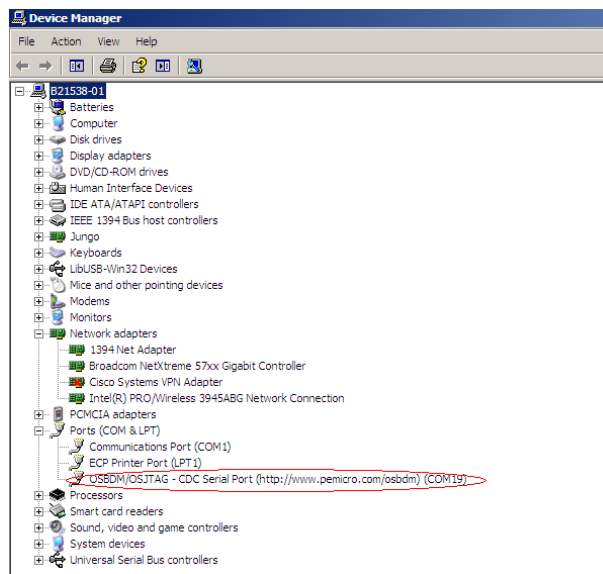 Device Manager
File Action View Help
B21538-01
Batteries
Computer
Disk drives
Display adapters
DVD/CD-ROM drives
Human Interface Devices
IDE ATA/ATAPI controllers
IEEE 1394 Bus host controllers
Jungo
Keyboards
LibUSB-Win32 Devices
Mice and other pointing devices
Modems
Monitors
Network adapters
1394 Net Adapter
Broadcom NetXtreme 57xx Gigabit Controller
Cisco Systems VPN Adapter
Intel(R) PRO/Wireless 3945ABG Network Connection
PCMCIA adapters
Ports (COM & LPT)
Communications Port (COM1)
ECP Printer Port (LPT1)
OSBDM/OSJTAG - CDC Serial Port (http://www.pemicro.com/osbdm) (COM19)
Processors
Smart card readers
Sound, video and game controllers
System devices
Universal Serial Bus controllers